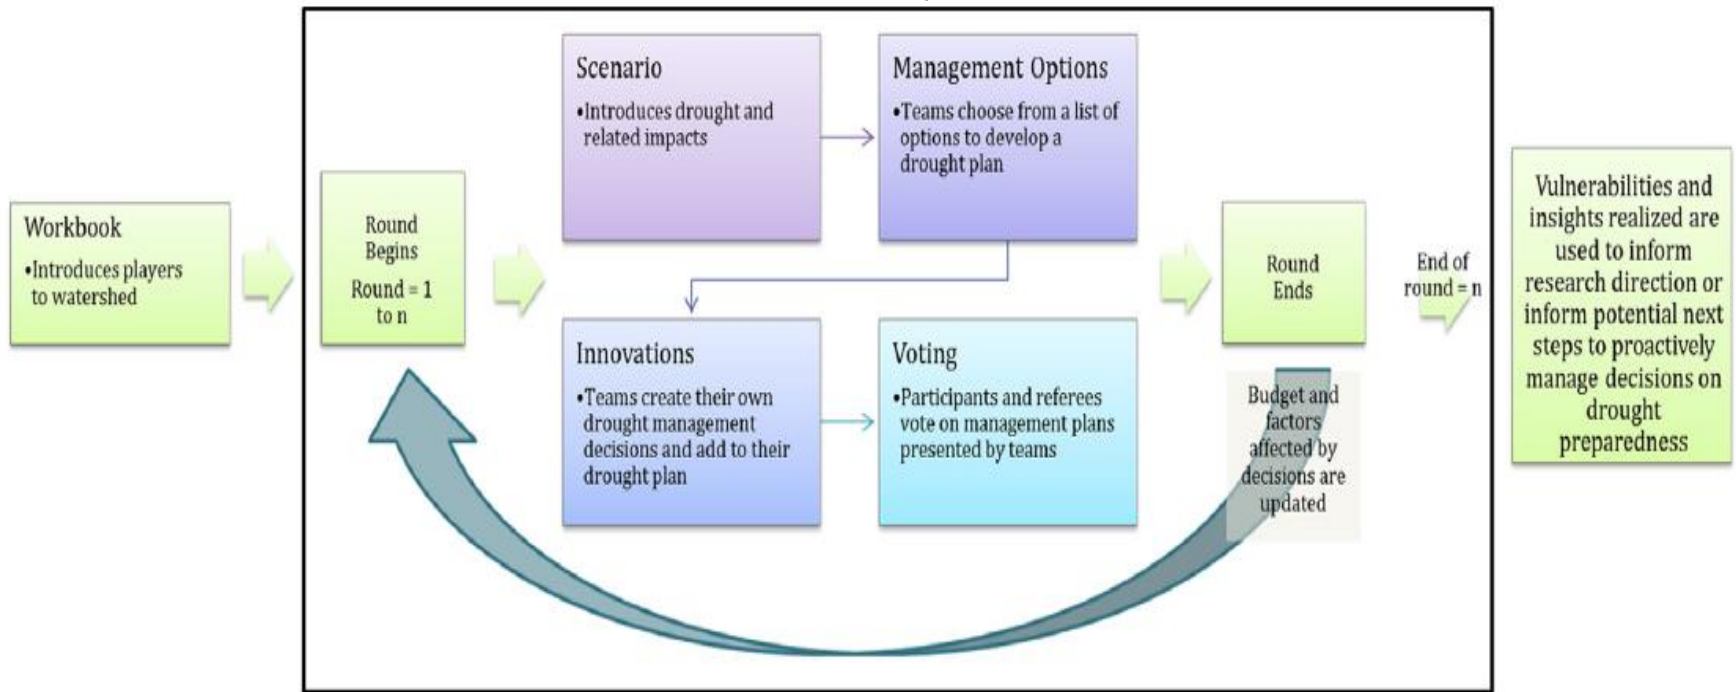 Workbook
•Introduces players
to watershed
Round
Begins
Round = 1
to n
Scenario
•Introduces drought and
related impacts
Management Options
•Teams choose from a list of
options to develop a
drought plan
Innovations
•Teams create their own
drought management
decisions and add to their
drought plan
Voting
•Participants and referees
vote on management plans
presented by teams
Round
Ends
Budget and
factors
affected by
decisions are
updated
End of
round = n
Vulnerabilities and
insights realized are
used to inform
research direction or
inform potential next
steps to proactively
manage decisions on
drought
preparedness